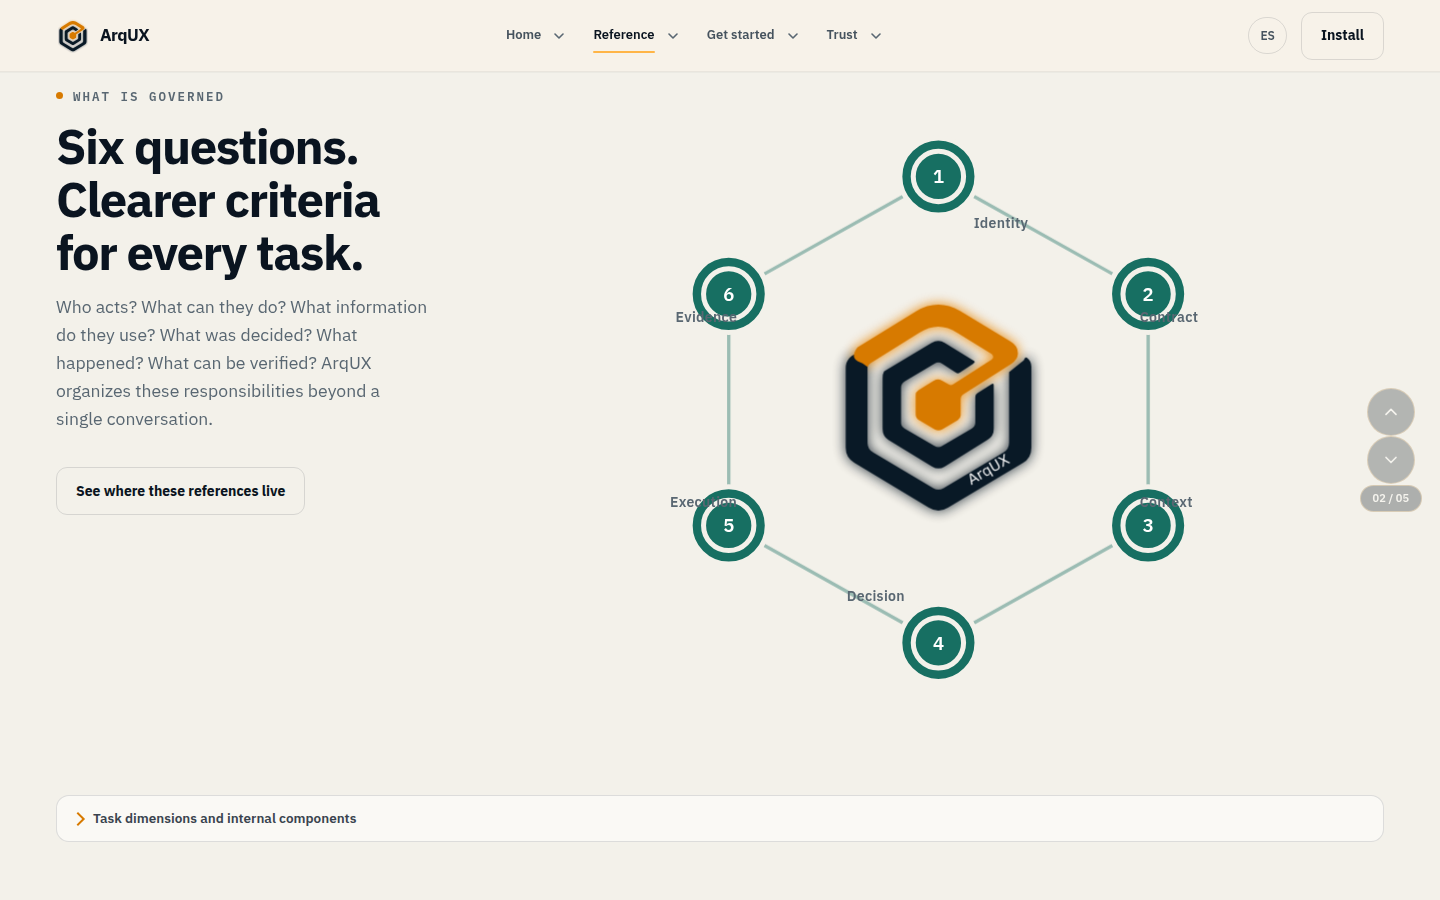 ArqUX
Home
Reference
Get started
Trust
ES
Install
WHAT IS GOVERNED
Six questions.
Clearer criteria
for every task.
Who acts? What can they do? What information
do they use? What was decided? What
happened? What can be verified? ArqUX
organizes these responsibilities beyond a
single conversation.
See where these references live
1
Identity
2
Contract
3
Context
4
Decision
5
Execution
6
Evidence
ArqUX
02 / 05
Task dimensions and internal components